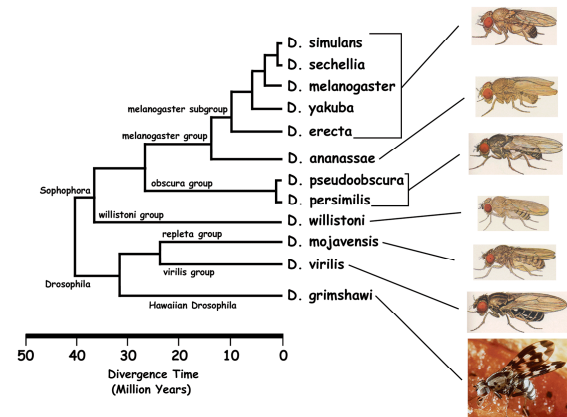 D. simulans
D. sechellia
D. melanogaster
melanogaster subgroup
D. yakuba
D. erecta
melanogaster group
D. ananassae
D. pseudoobscura
Sophophora
obscura group
D. persimilis
willistoni group
D. willistoni
repleta group
D. mojavensis
D. virilis
virilis group
Drosophila
D. grimshawi
Hawaiian Drosophila
50 40 30 20 10 0
Divergence Time
(Million Years)